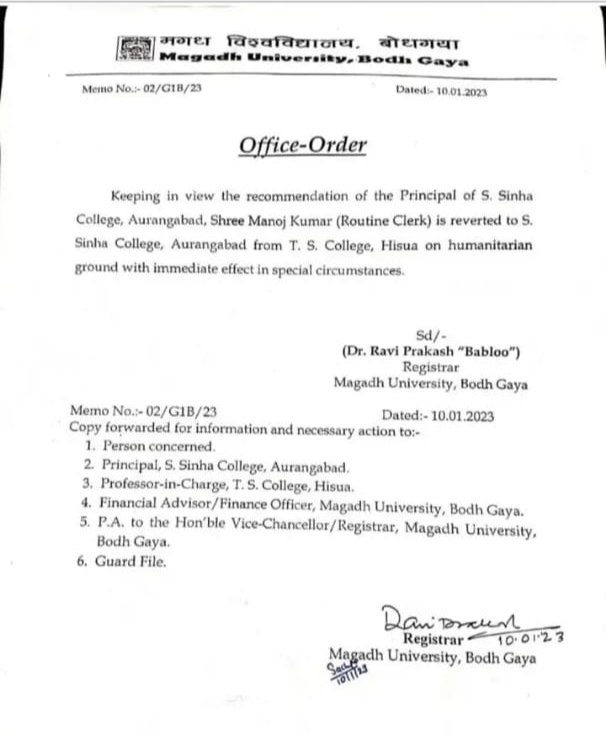 मगध विश्वविद्यालय, बोधगया
Magadh University, Bodh Gaya
Memo No.:- 02/G1B/23 Dated:- 10.01.2023
Office-Order
Keeping in view the recommendation of the Principal of S. Sinha
College, Aurangabad, Shree Manoj Kumar (Routine Clerk) is reverted to S.
Sinha College, Aurangabad from T. S. College, Hisua on humanitarian
ground with immediate effect in special circumstances.
Sd/-
(Dr. Ravi Prakash "Babloo")
Registrar
Magadh University, Bodh Gaya
Memo No.:- 02/G1B/23 Dated:- 10.01.2023
Copy forwarded for information and necessary action to:-
1. Person concerned.
2. Principal, S. Sinha College, Aurangabad.
3. Professor-in-Charge, T. S. College, Hisua.
4. Financial Advisor/Finance Officer, Magadh University, Bodh Gaya.
5. P.A. to the Hon'ble Vice-Chancellor/Registrar, Magadh University,
Bodh Gaya.
6. Guard File.
Registrar 10.01.23
Magadh University, Bodh Gaya
10/1/23